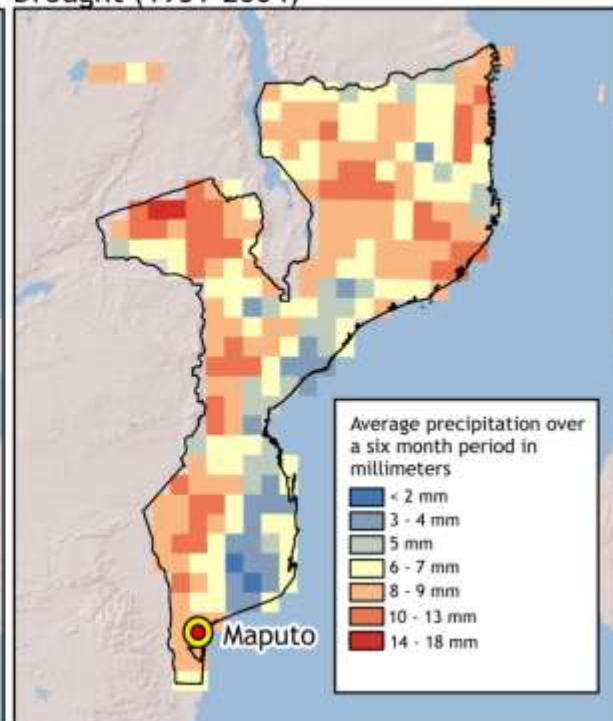 Average precipitation over
a six month period in
millimeters
< 2 mm
3 - 4 mm
5 mm
6 - 7 mm
8 - 9 mm
10 - 13 mm
14 - 18 mm
Maputo